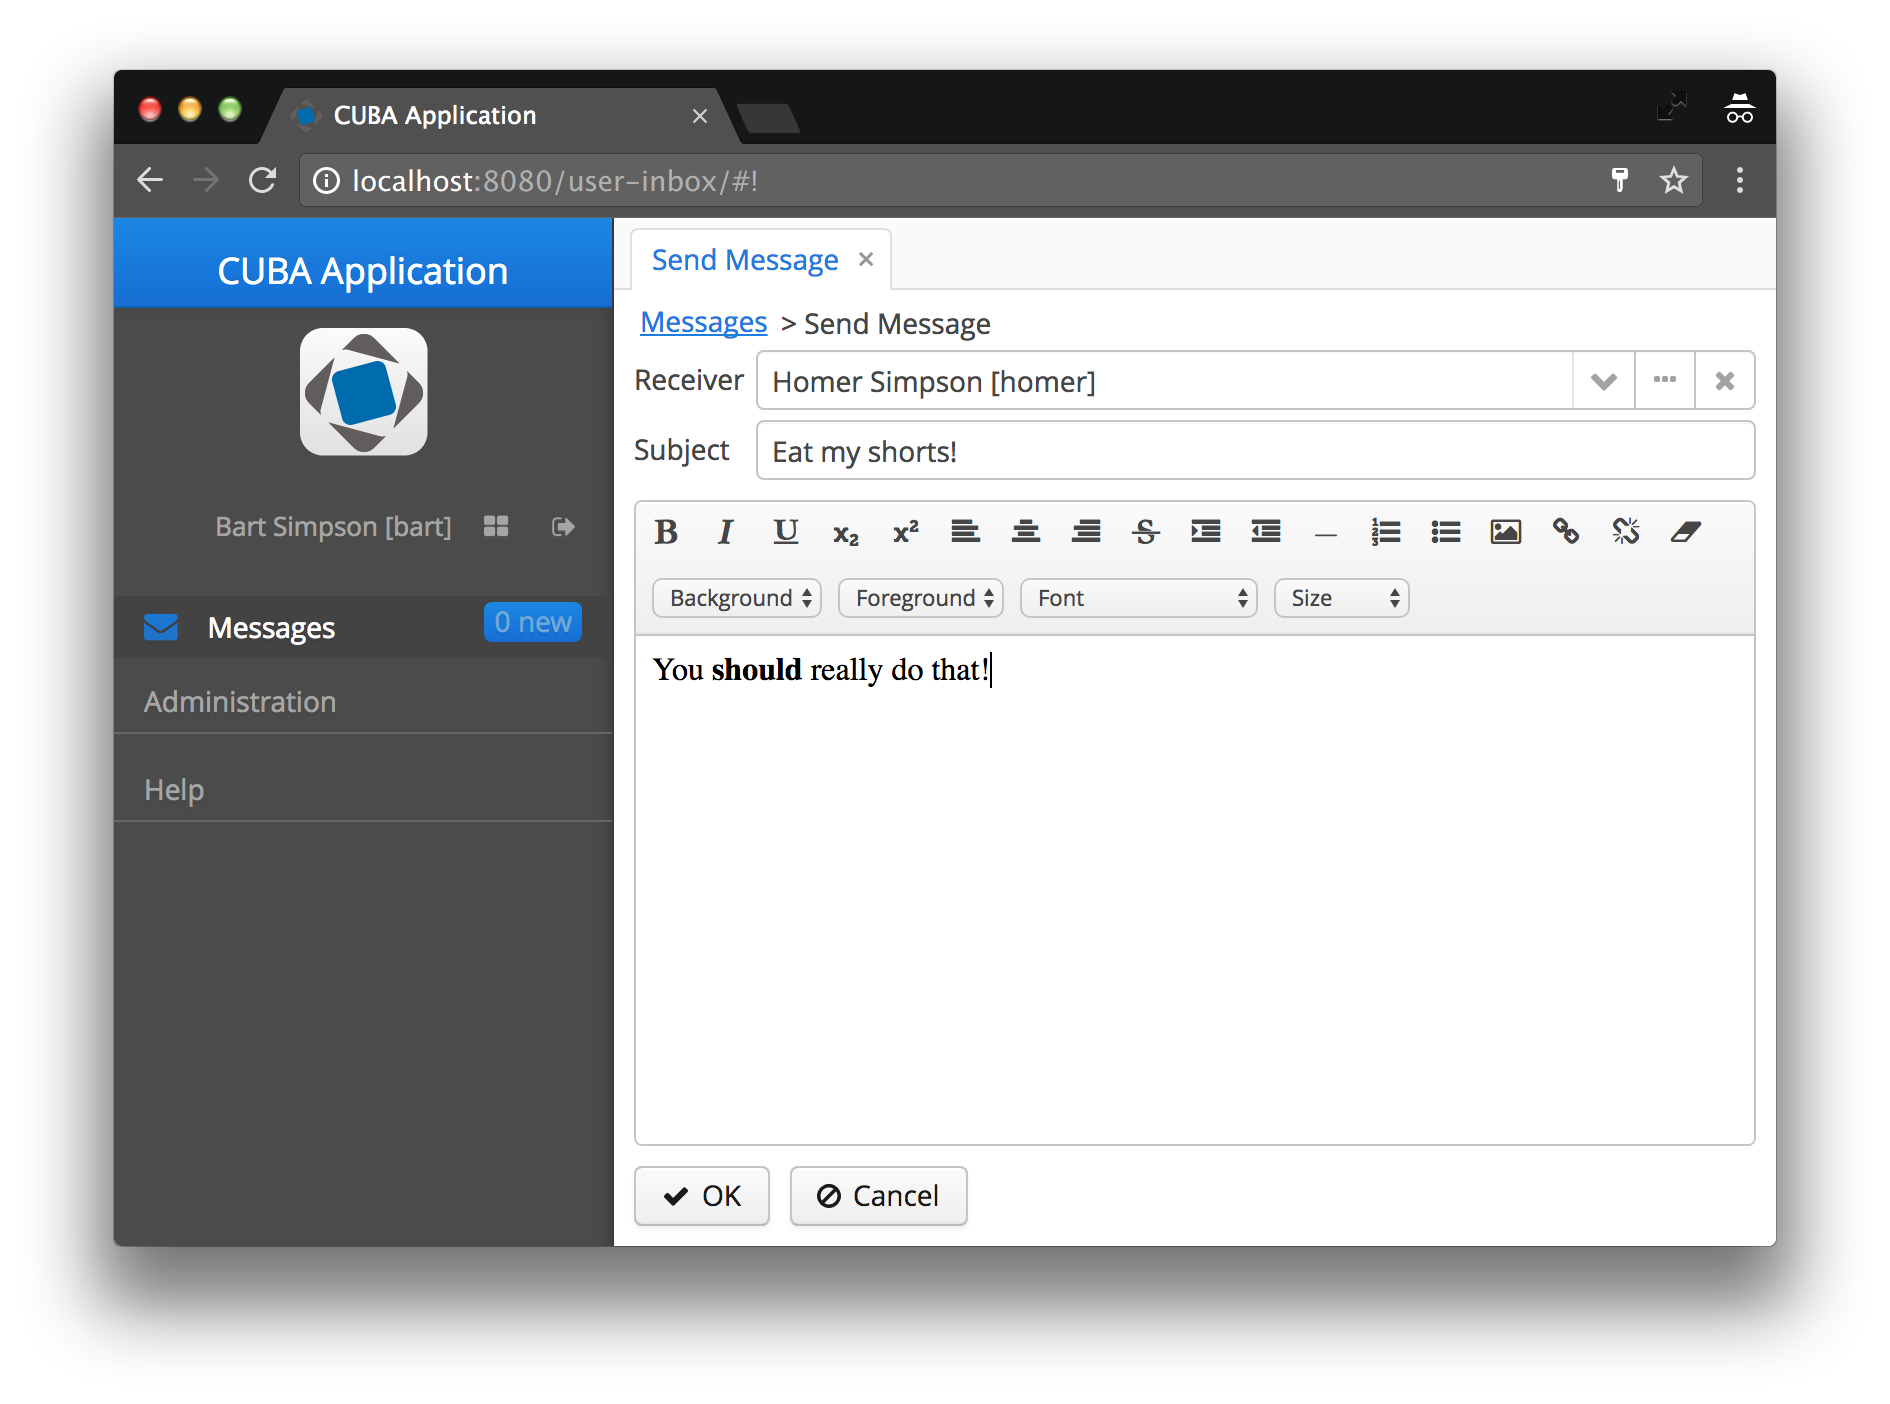 CUBA Application
localhost:8080/user-inbox/#!
CUBA Application
Bart Simpson [bart]
Messages 0 new
Administration
Help
Send Message
Messages > Send Message
Receiver Homer Simpson [homer]
Subject Eat my shorts!
B I U x₂ x² S
Background Foreground Font Size
You should really do that!
OK Cancel